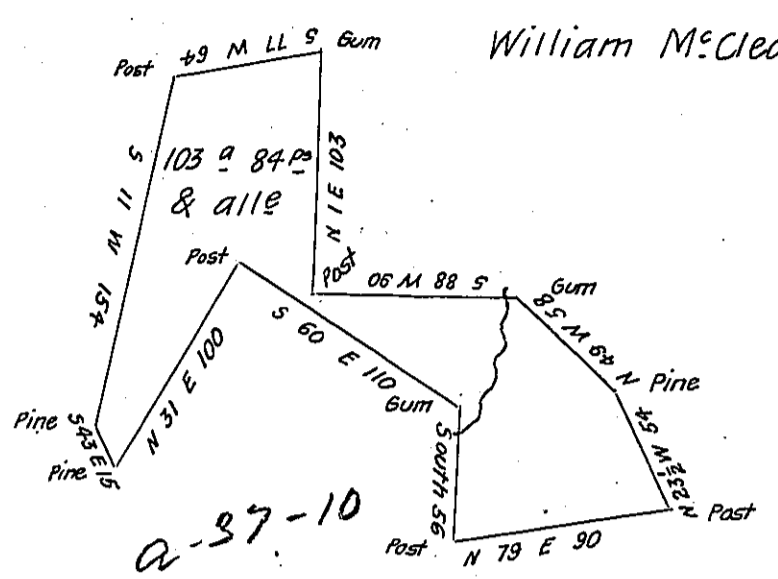 William McClea
Gum
S 77 W 64
Post
103 a 84 Ps
& alle
S 11 W 154
N 1 E 103
Post
Post
S 88 W 90
Gum
N 49 W 58
S 60 E 110
N 31 E 100
Pine
Gum
N 23½ W 54
Pine
S 43 E 15
Pine
South 56
Post
a-37-10
Post
N 79 E 90